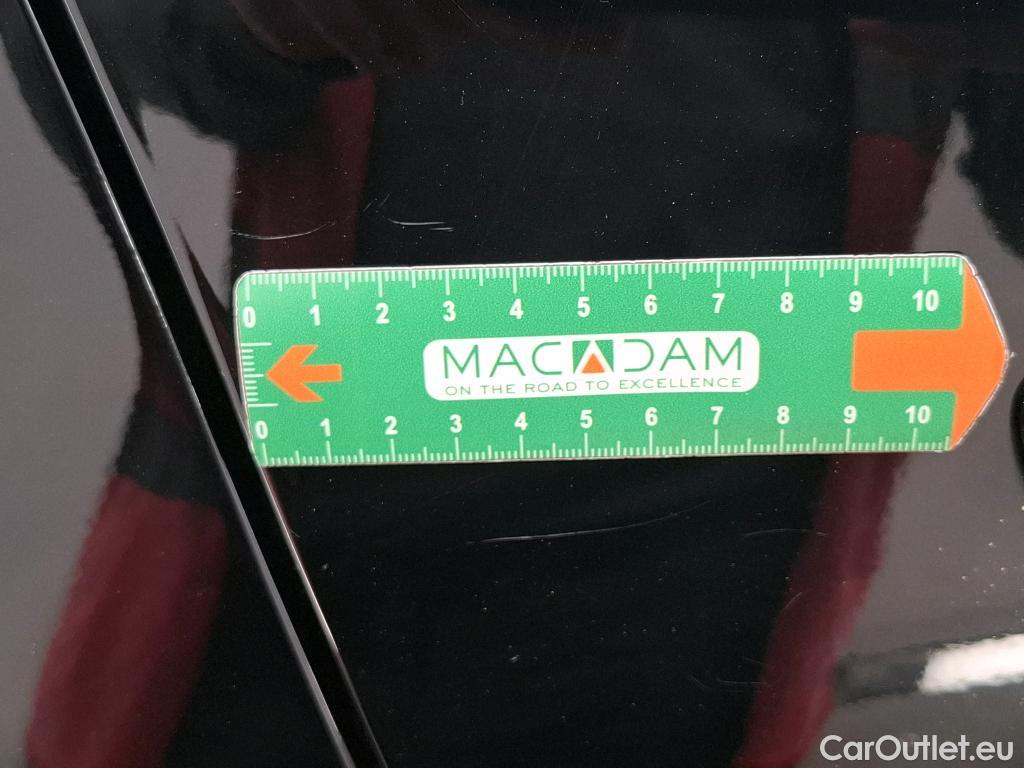 0 1 2 3 4 5 6 7 8 9 10
MACADAM
ON THE ROAD TO EXCELLENCE
0 1 2 3 4 5 6 7 8 9 10
CarOutlet.eu